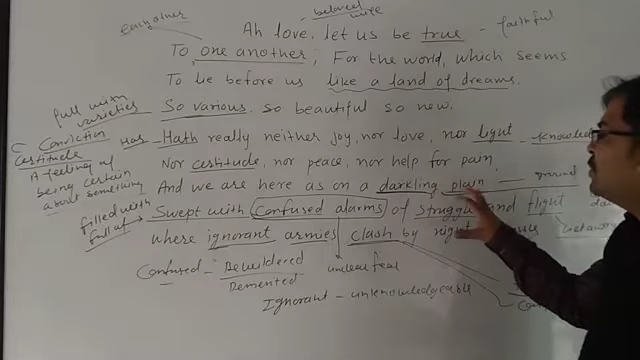 beloved wife
each other
Ah love, let us be true - faithful
To one another; For the world, which seems
To lie before us like a land of dreams.
full with varieties
So various, so beautiful so new.
Conviction
Has - Hath really neither joy, nor love, nor light -
Certitude
Nor certitude, nor peace, nor help for pain,
A feeling of
being certain
about something
And we are here as on a darkling plain - ground
filled with
full of
Swept with Confused alarms of struggle and flight
where ignorant armies clash by night
Confused - Bewildered
Demented
unclear fear
Ignorant - unknowledgeable